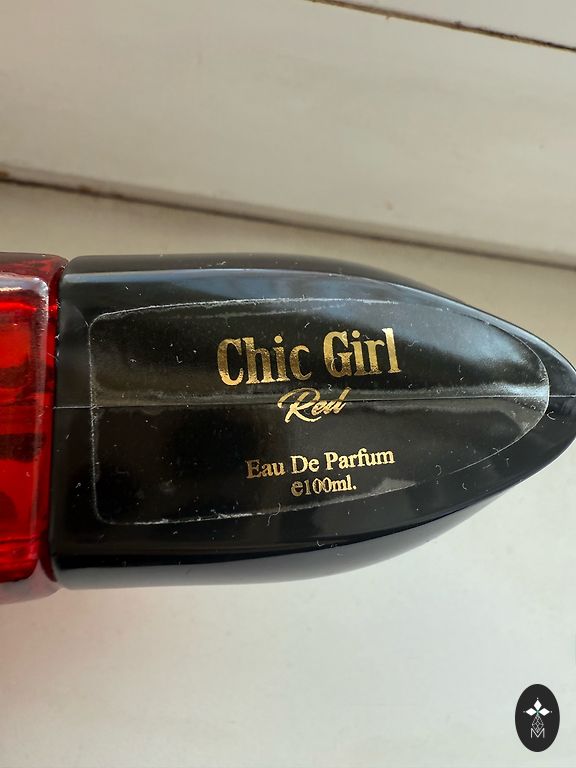 Chic Girl
Red
Eau De Parfum
℮100ml.
M